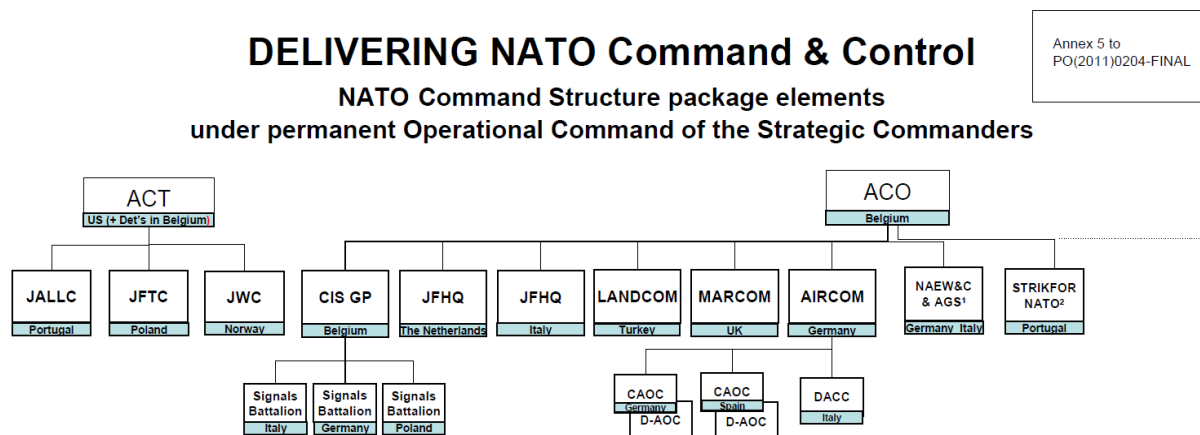 DELIVERING NATO Command & Control
Annex 5 to
PO(2011)0204-FINAL
NATO Command Structure package elements
under permanent Operational Command of the Strategic Commanders
ACT
US (+ Det's in Belgium)
ACO
Belgium
JALLC
Portugal
JFTC
Poland
JWC
Norway
CIS GP
Belgium
JFHQ
The Netherlands
JFHQ
Italy
LANDCOM
Turkey
MARCOM
UK
AIRCOM
Germany
NAEW&C
& AGS¹
Germany Italy
STRIKFOR
NATO²
Portugal
Signals
Battalion
Italy
Signals
Battalion
Germany
Signals
Battalion
Poland
CAOC
Germany
D-AOC
CAOC
Spain
D-AOC
DACC
Italy